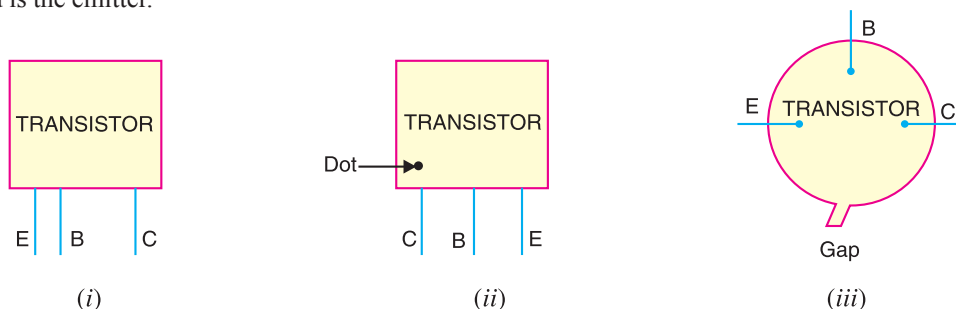 is the emitter.
B
TRANSISTOR
TRANSISTOR
E TRANSISTOR C
Dot
E B C
C B E
Gap
(i) (ii) (iii)